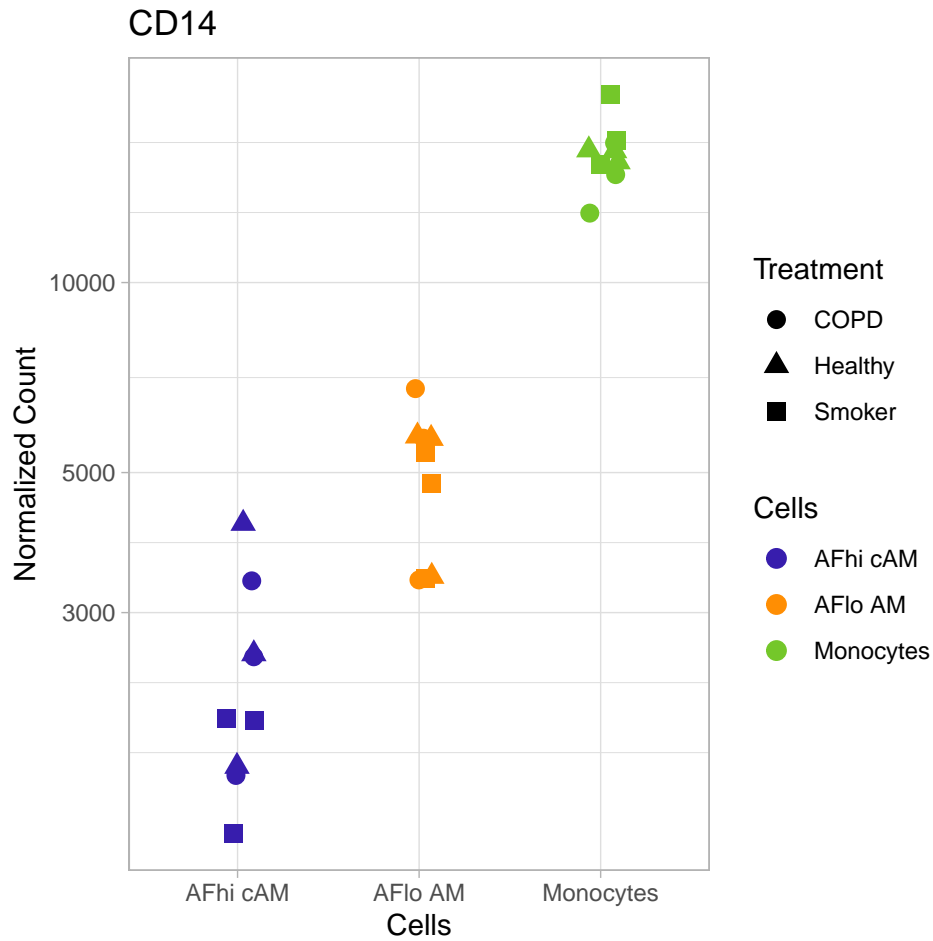 CD14
Normalized Count
10000
5000
3000
AFhi cAM
AFlo AM
Monocytes
Cells
Treatment
COPD
Healthy
Smoker
Cells
AFhi cAM
AFlo AM
Monocytes